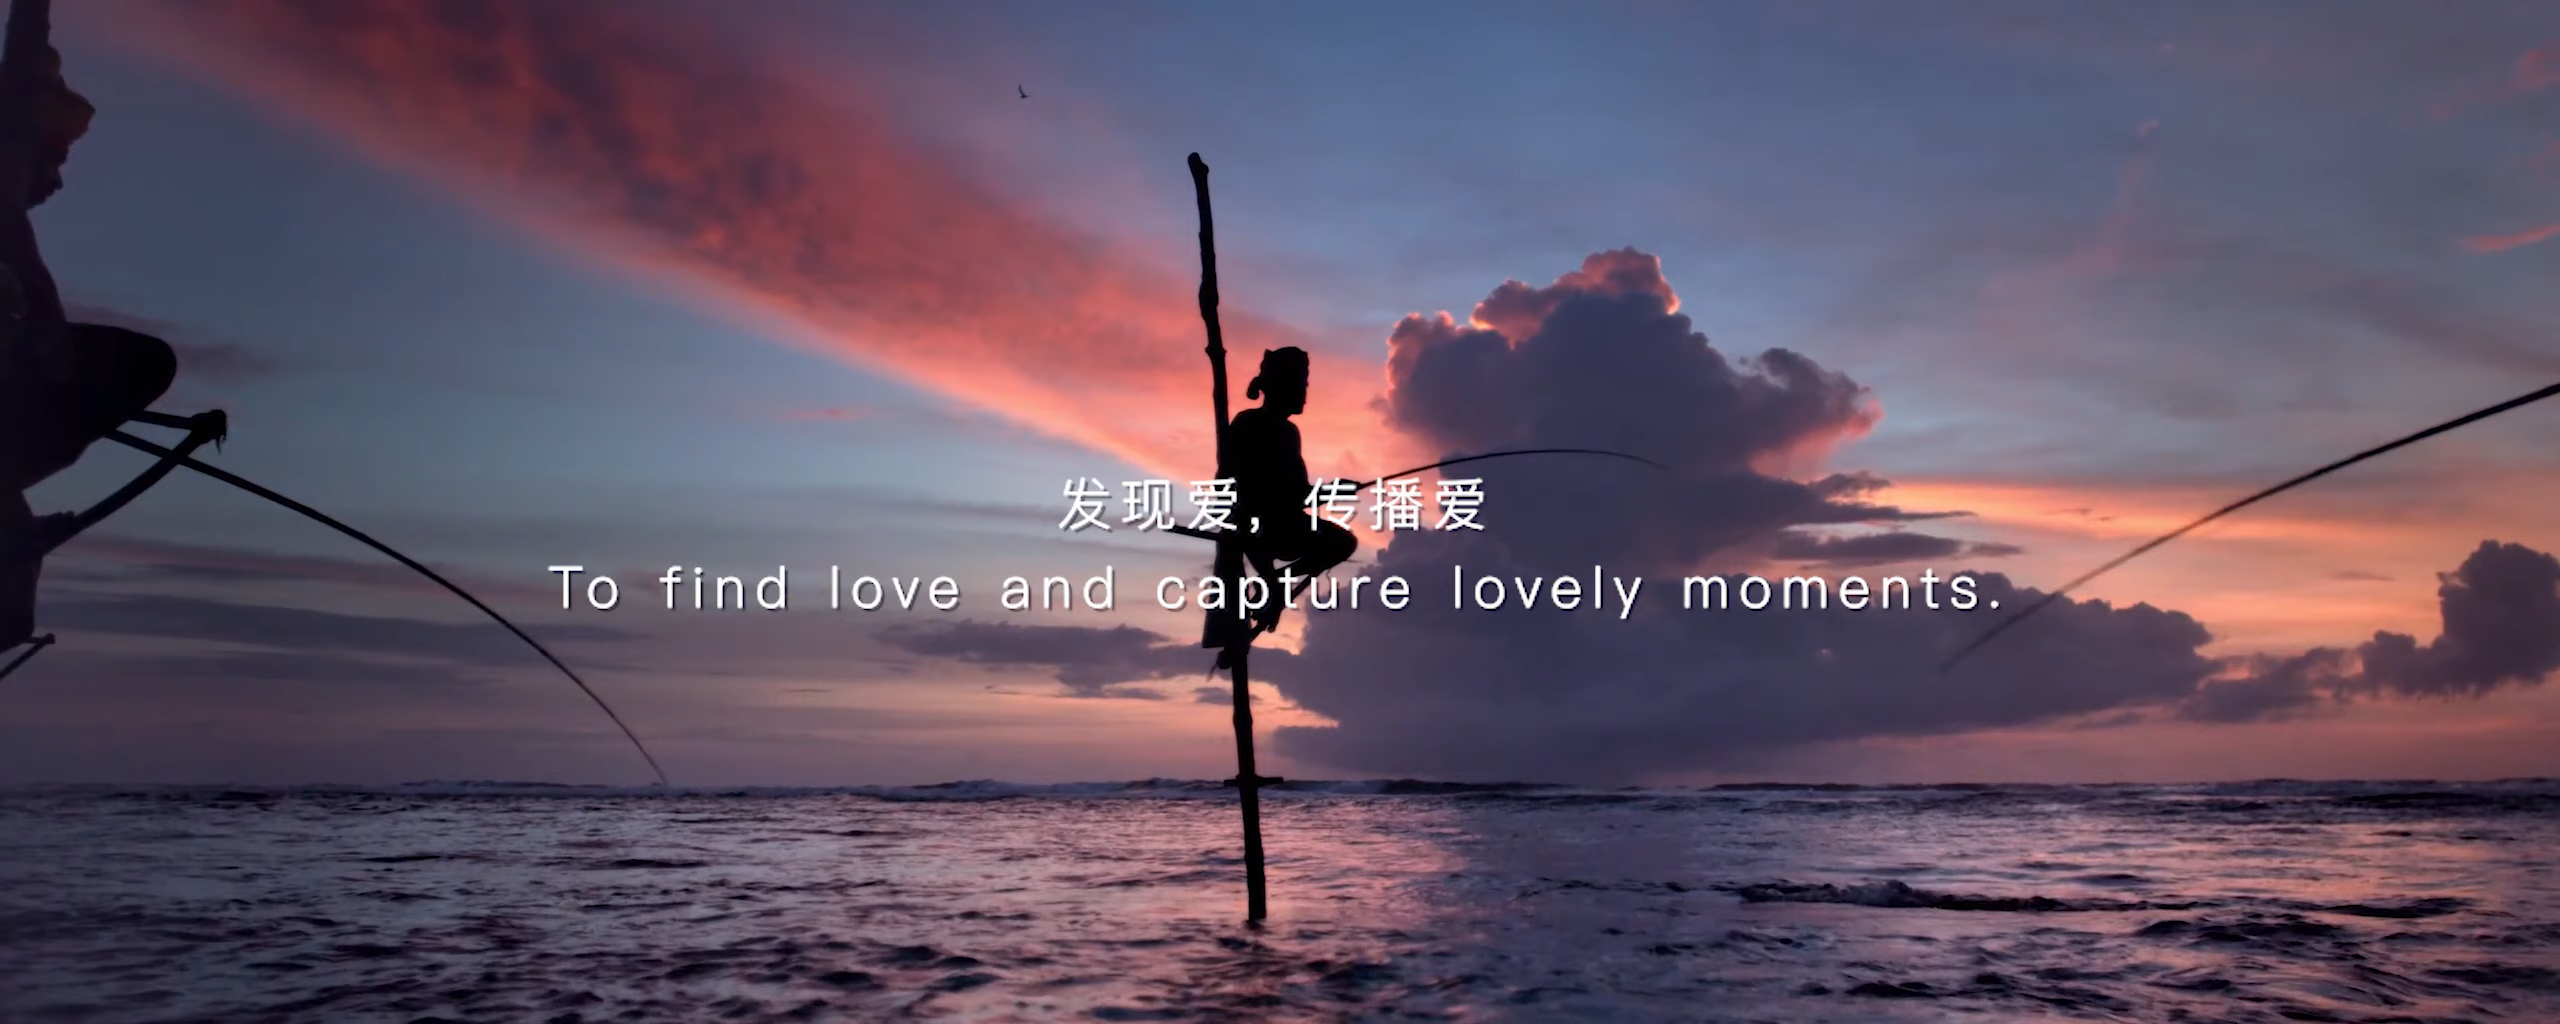 发现爱，传播爱
To find love and capture lovely moments.